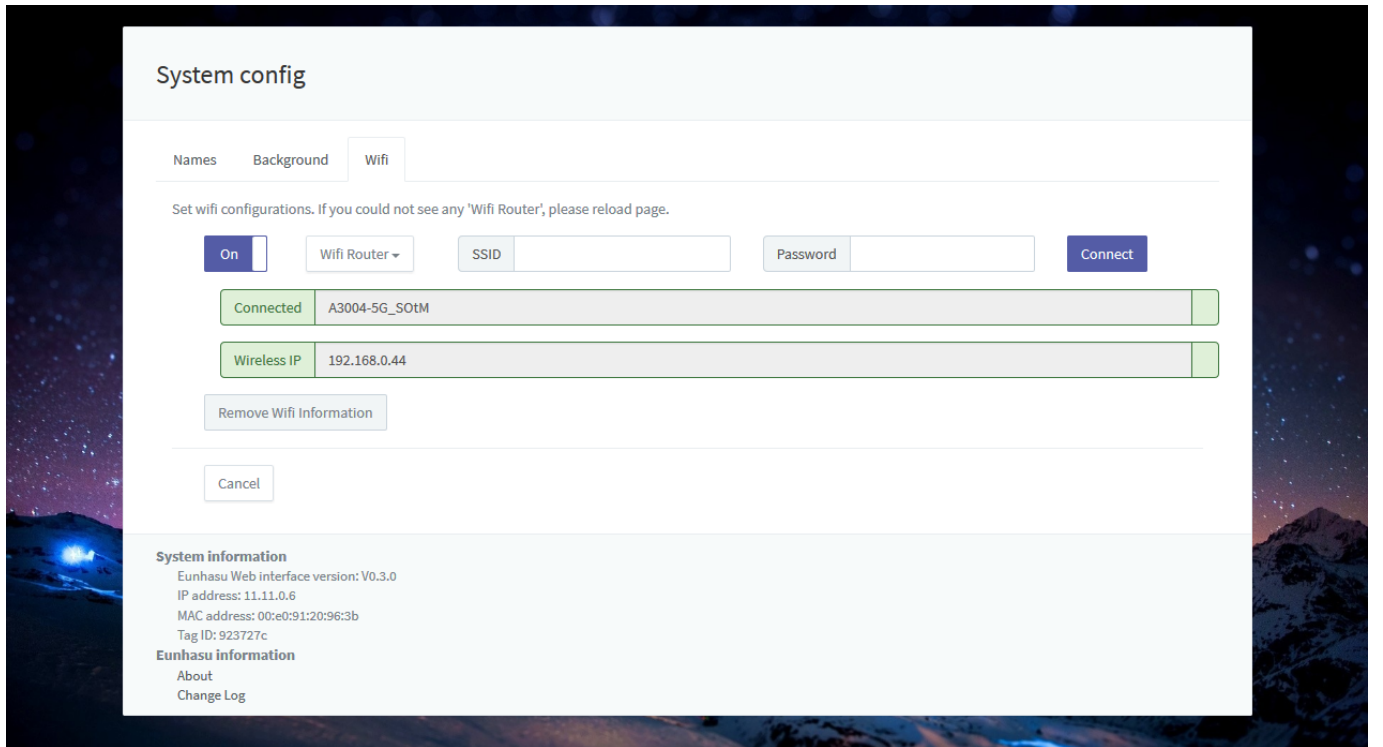 System config
Names Background Wifi
Set wifi configurations. If you could not see any 'Wifi Router', please reload page.
On Wifi Router SSID Password Connect
Connected A3004-5G_SOtM
Wireless IP 192.168.0.44
Remove Wifi Information
Cancel
System information
Eunhasu Web interface version: V0.3.0
IP address: 11.11.0.6
MAC address: 00:e0:91:20:96:3b
Tag ID: 923727c
Eunhasu information
About
Change Log